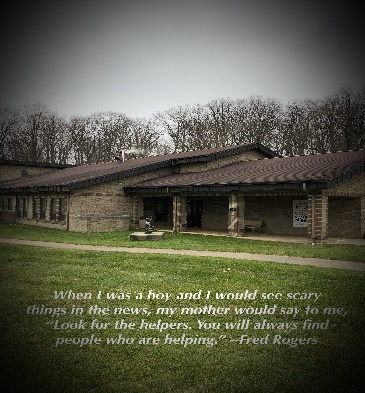 When I was a boy and I would see scary
things in the news, my mother would say to me,
"Look for the helpers. You will always find
people who are helping." ~Fred Rogers